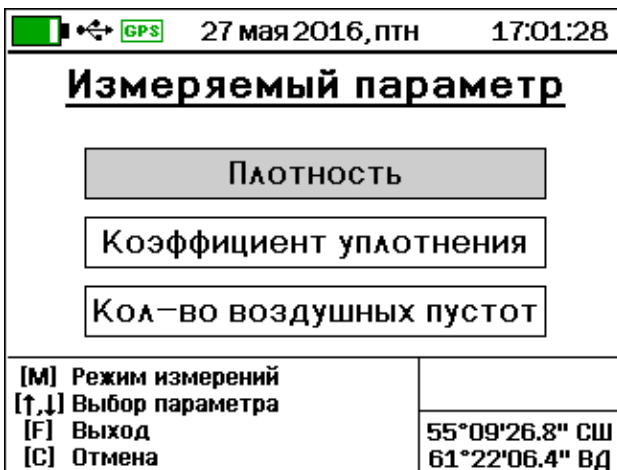 GPS 27 мая 2016, птн 17:01:28
Измеряемый параметр
Плотность
Коэффициент уплотнения
Кол-во воздушных пустот
[M] Режим измерений
[↑,↓] Выбор параметра
[F] Выход
[C] Отмена
55°09'26.8" СШ
61°22'06.4" ВД